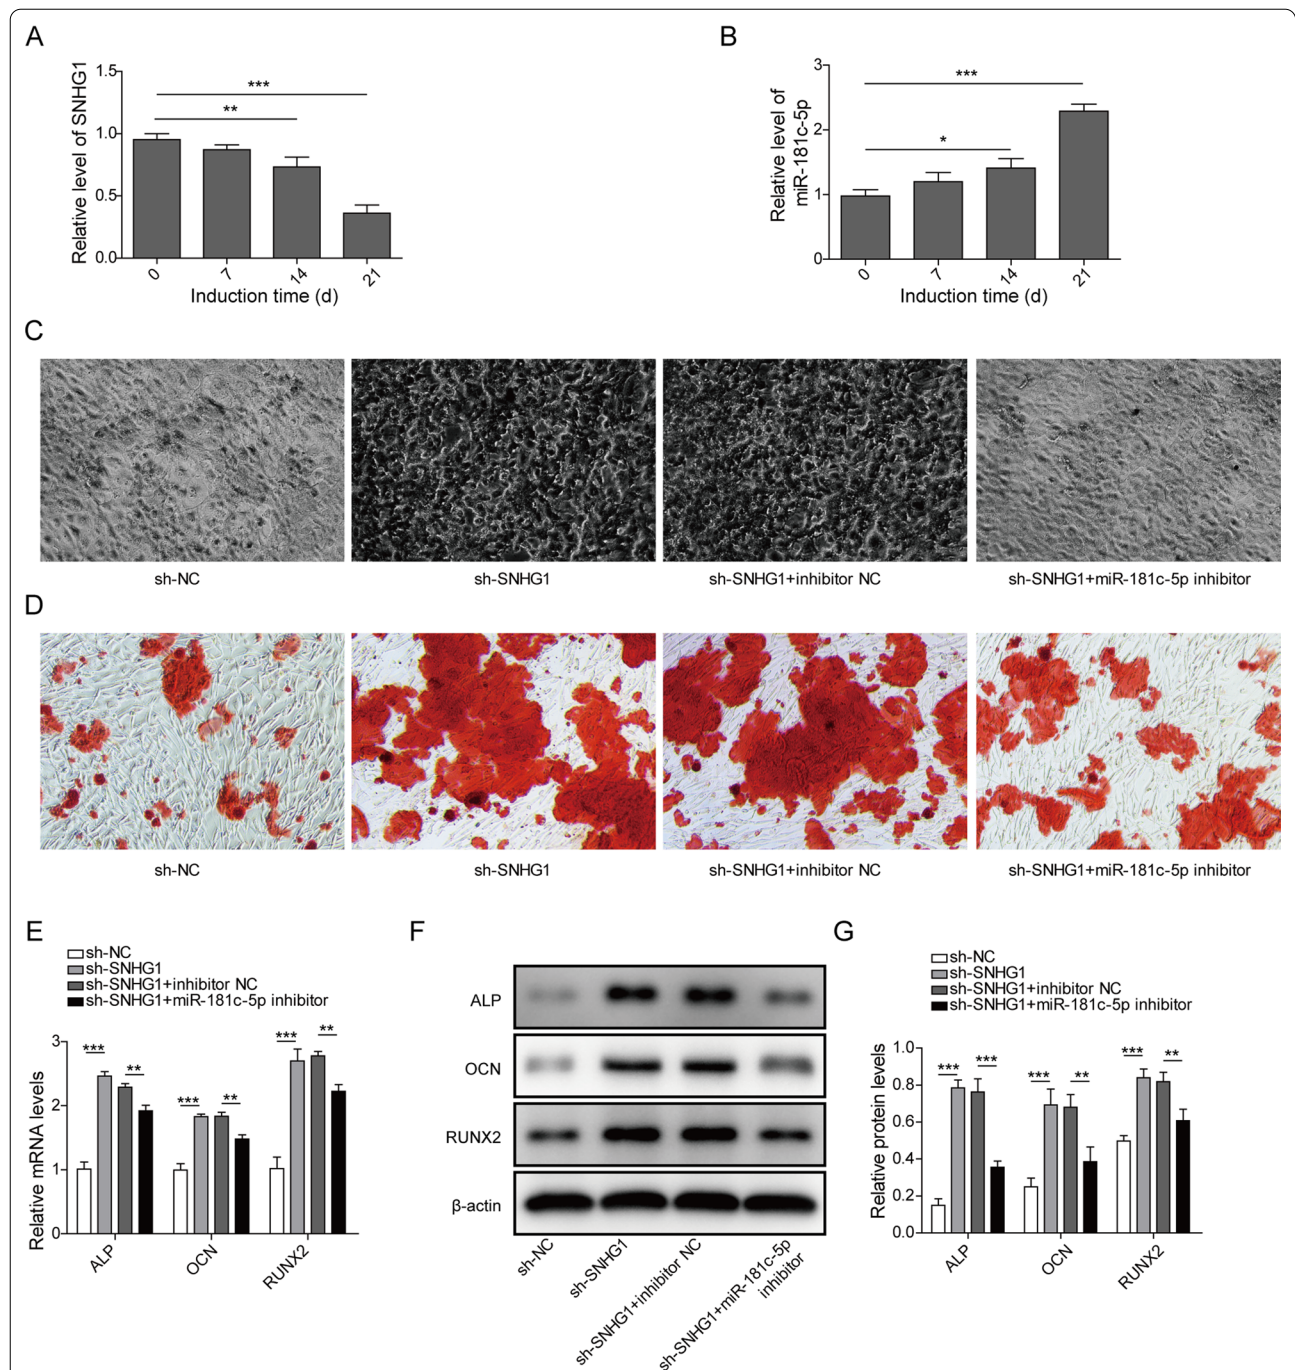 A
Relative level of SNHG1
1.5
1.0
0.5
0.0
***
**
0 7 14 21
Induction time (d)
B
Relative level of
miR-181c-5p
3
2
1
0
***
*
0 7 14 21
Induction time (d)
C
sh-NC sh-SNHG1 sh-SNHG1+inhibitor NC sh-SNHG1+miR-181c-5p inhibitor
D
sh-NC sh-SNHG1 sh-SNHG1+inhibitor NC sh-SNHG1+miR-181c-5p inhibitor
E
sh-NC
sh-SNHG1
sh-SNHG1+inhibitor NC
sh-SNHG1+miR-181c-5p inhibitor
Relative mRNA levels
3
2
1
0
*** **
*** **
*** **
ALP OCN RUNX2
F
ALP
OCN
RUNX2
β-actin
sh-NC
sh-SNHG1
sh-SNHG1+inhibitor NC
sh-SNHG1+miR-181c-5p
inhibitor
G
sh-NC
sh-SNHG1
sh-SNHG1+inhibitor NC
sh-SNHG1+miR-181c-5p inhibitor
Relative protein levels
1.0
0.8
0.6
0.4
0.2
0.0
*** ***
*** **
*** **
ALP OCN RUNX2